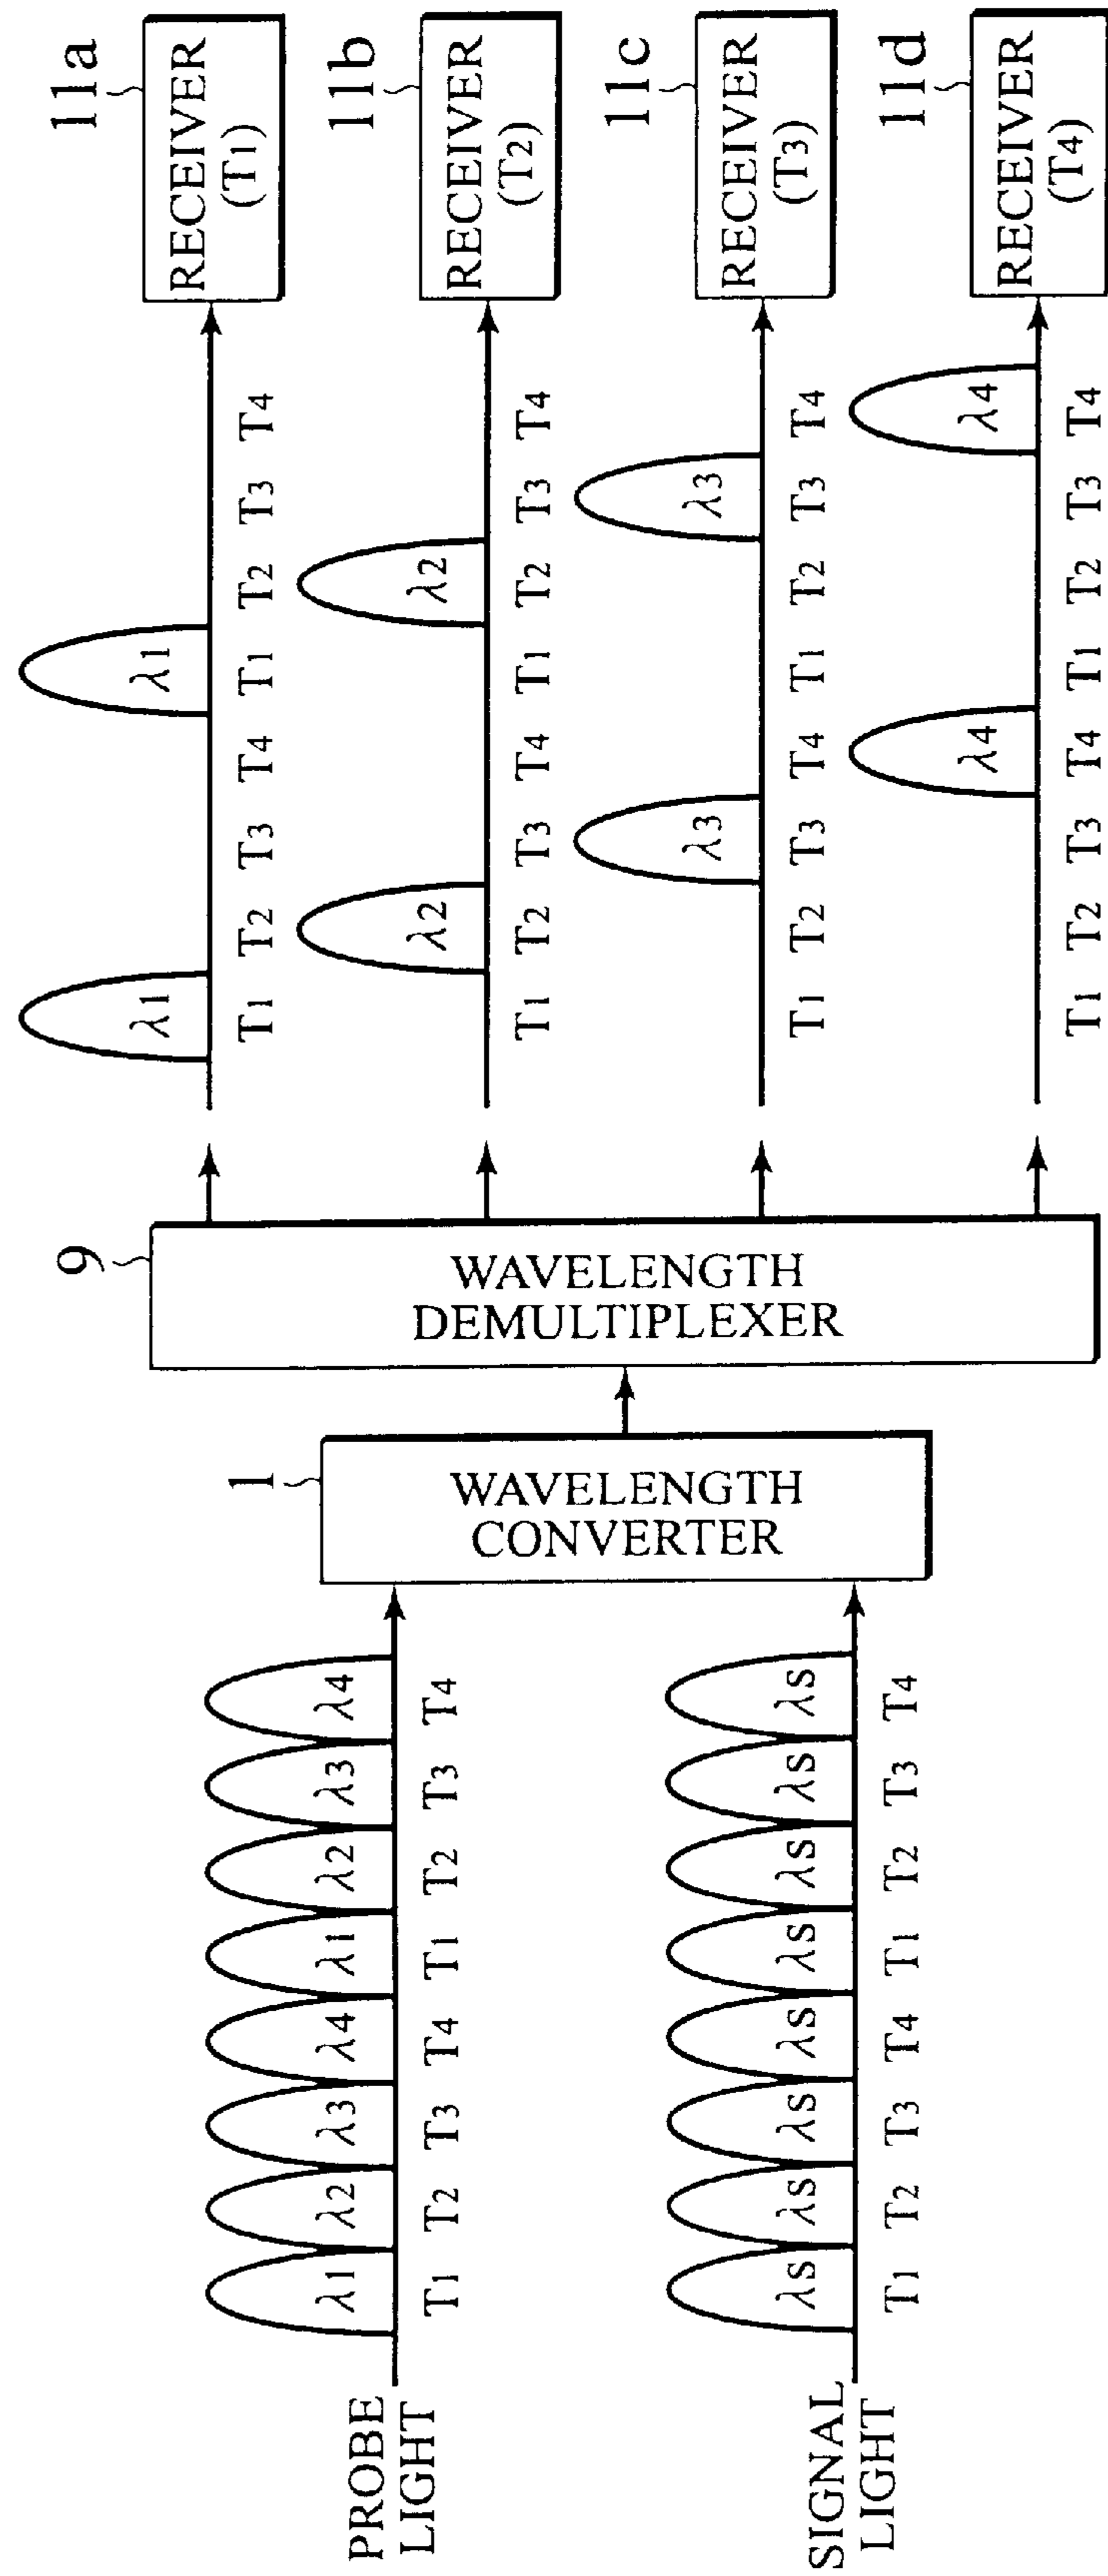 PROBE
LIGHT
λ1 λ2 λ3 λ4 λ1 λ2 λ3 λ4
T1 T2 T3 T4 T1 T2 T3 T4
SIGNAL
LIGHT
λS λS λS λS λS λS λS λS
T1 T2 T3 T4 T1 T2 T3 T4
1
WAVELENGTH
CONVERTER
9
WAVELENGTH
DEMULTIPLEXER
λ1 λ1
T1 T2 T3 T4 T1 T2 T3 T4
11a
RECEIVER
(T1)
λ2 λ2
T1 T2 T3 T4 T1 T2 T3 T4
11b
RECEIVER
(T2)
λ3 λ3
T1 T2 T3 T4 T1 T2 T3 T4
11c
RECEIVER
(T3)
λ4 λ4
T1 T2 T3 T4 T1 T2 T3 T4
11d
RECEIVER
(T4)